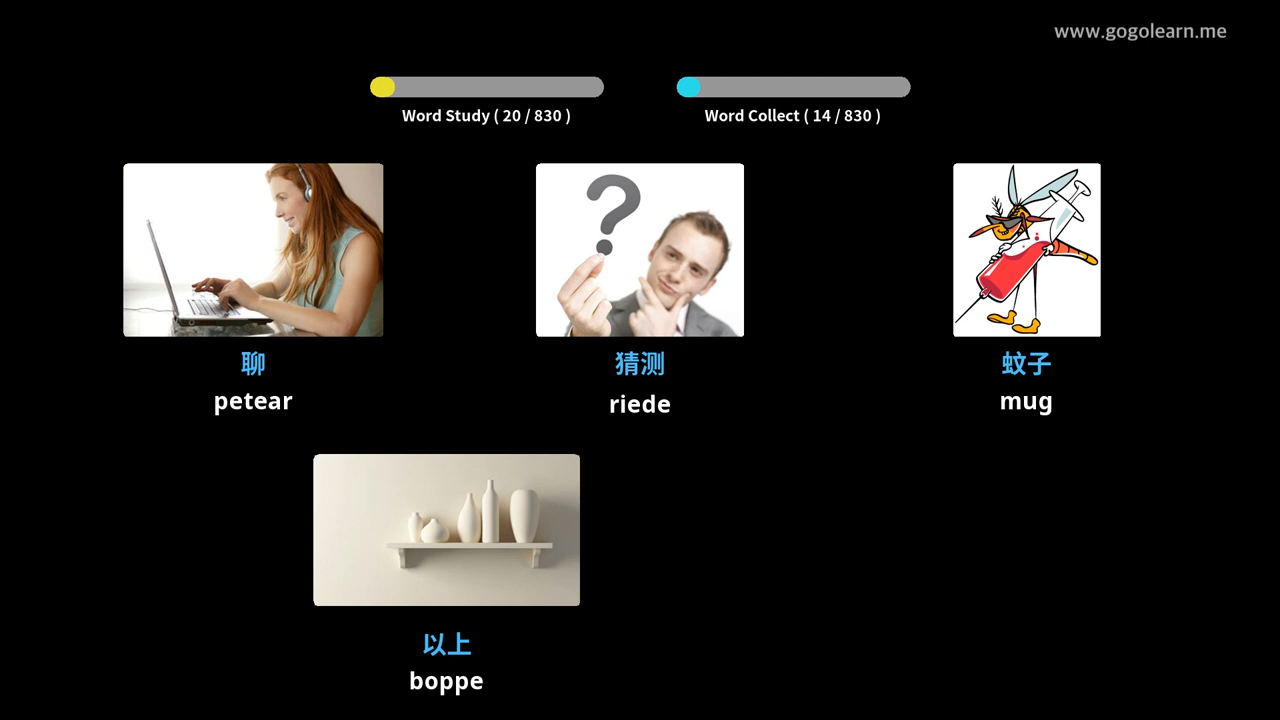 www.gogolearn.me
Word Study ( 20 / 830 )
Word Collect ( 14 / 830 )
聊
petear
猜测
riede
蚊子
mug
以上
boppe